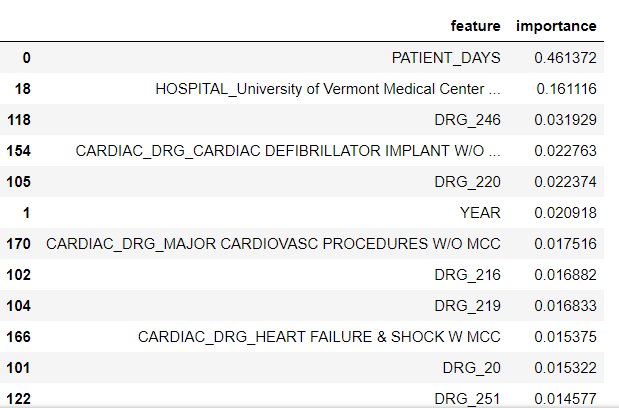 feature importance
0 PATIENT_DAYS 0.461372
18 HOSPITAL_University of Vermont Medical Center ... 0.161116
118 DRG_246 0.031929
154 CARDIAC_DRG_CARDIAC DEFIBRILLATOR IMPLANT W/O ... 0.022763
105 DRG_220 0.022374
1 YEAR 0.020918
170 CARDIAC_DRG_MAJOR CARDIOVASC PROCEDURES W/O MCC 0.017516
102 DRG_216 0.016882
104 DRG_219 0.016833
166 CARDIAC_DRG_HEART FAILURE & SHOCK W MCC 0.015375
101 DRG_20 0.015322
122 DRG_251 0.014577